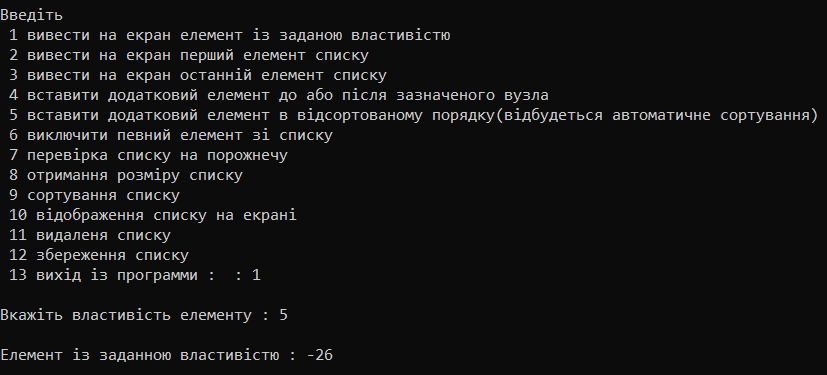 Введіть
1 вивести на екран елемент із заданою властивістю
2 вивести на екран перший елемент списку
3 вивести на екран останній елемент списку
4 вставити додатковий елемент до або після зазначеного вузла
5 вставити додатковий елемент в відсортованому порядку(відбудеться автоматичне сортування)
6 виключити певний елемент зі списку
7 перевірка списку на порожнечу
8 отримання розміру списку
9 сортування списку
10 відображення списку на екрані
11 видаленя списку
12 збереження списку
13 вихід із программи :  : 1
Вкажіть властивість елементу : 5
Елемент із заданною властивістю : -26